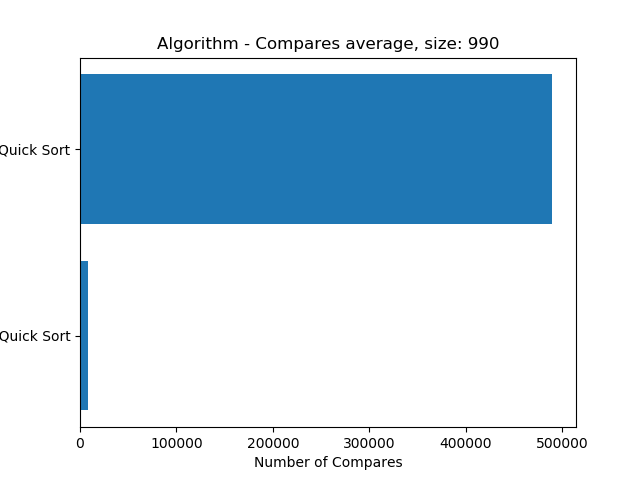 Algorithm - Compares average, size: 990
Quick Sort
Quick Sort
0 100000 200000 300000 400000 500000
Number of Compares